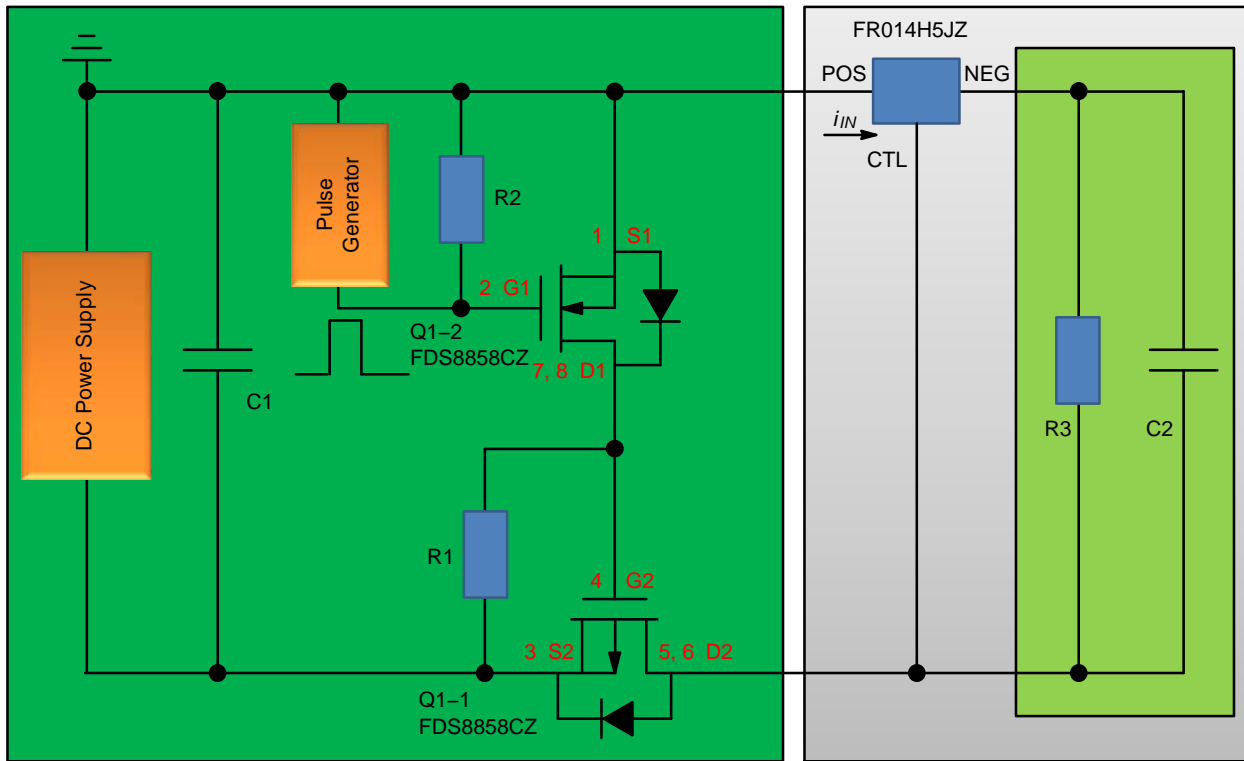 FR014H5JZ
POS
NEG
iIN
CTL
Pulse
Generator
R2
1 S1
2 G1
Q1–2
FDS8858CZ
7, 8 D1
DC Power Supply
C1
R3
C2
R1
4 G2
3 S2
5, 6 D2
Q1–1
FDS8858CZ